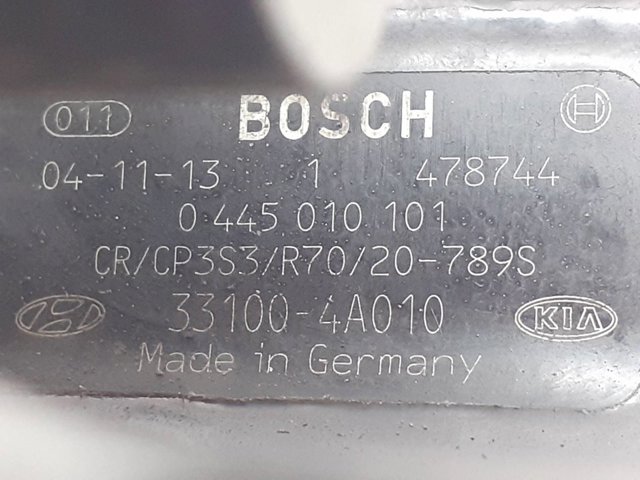 011 BOSCH
04-11-13 1 478744
0 445 010 101
CR/CP3S3/R70/20-789S
33100-4A010 KIA
Made in Germany